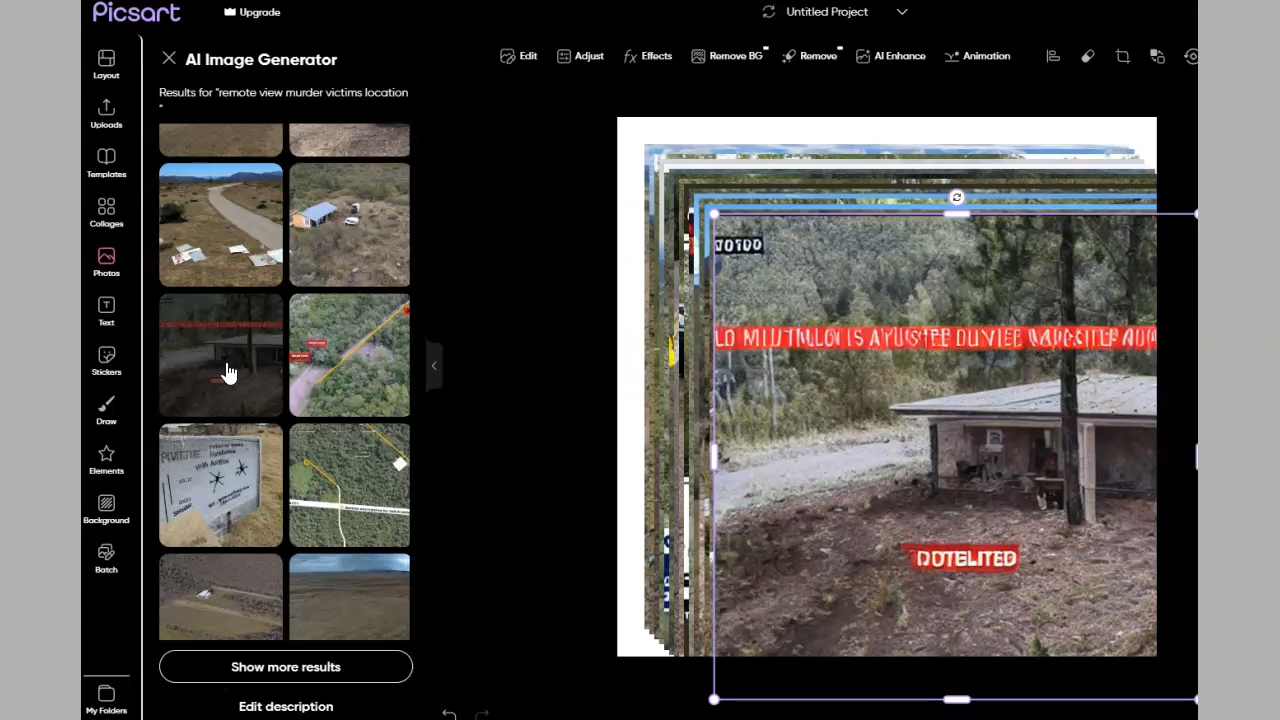 Picsart
Upgrade
Untitled Project
AI Image Generator
Edit
Adjust
fx Effects
Remove BG
Remove
AI Enhance
Animation
Results for "remote view murder victims location
"
Layout
Uploads
Templates
Collages
Photos
Text
Stickers
Draw
Elements
Background
Batch
My Folders
DOTELITED
Show more results
Edit description